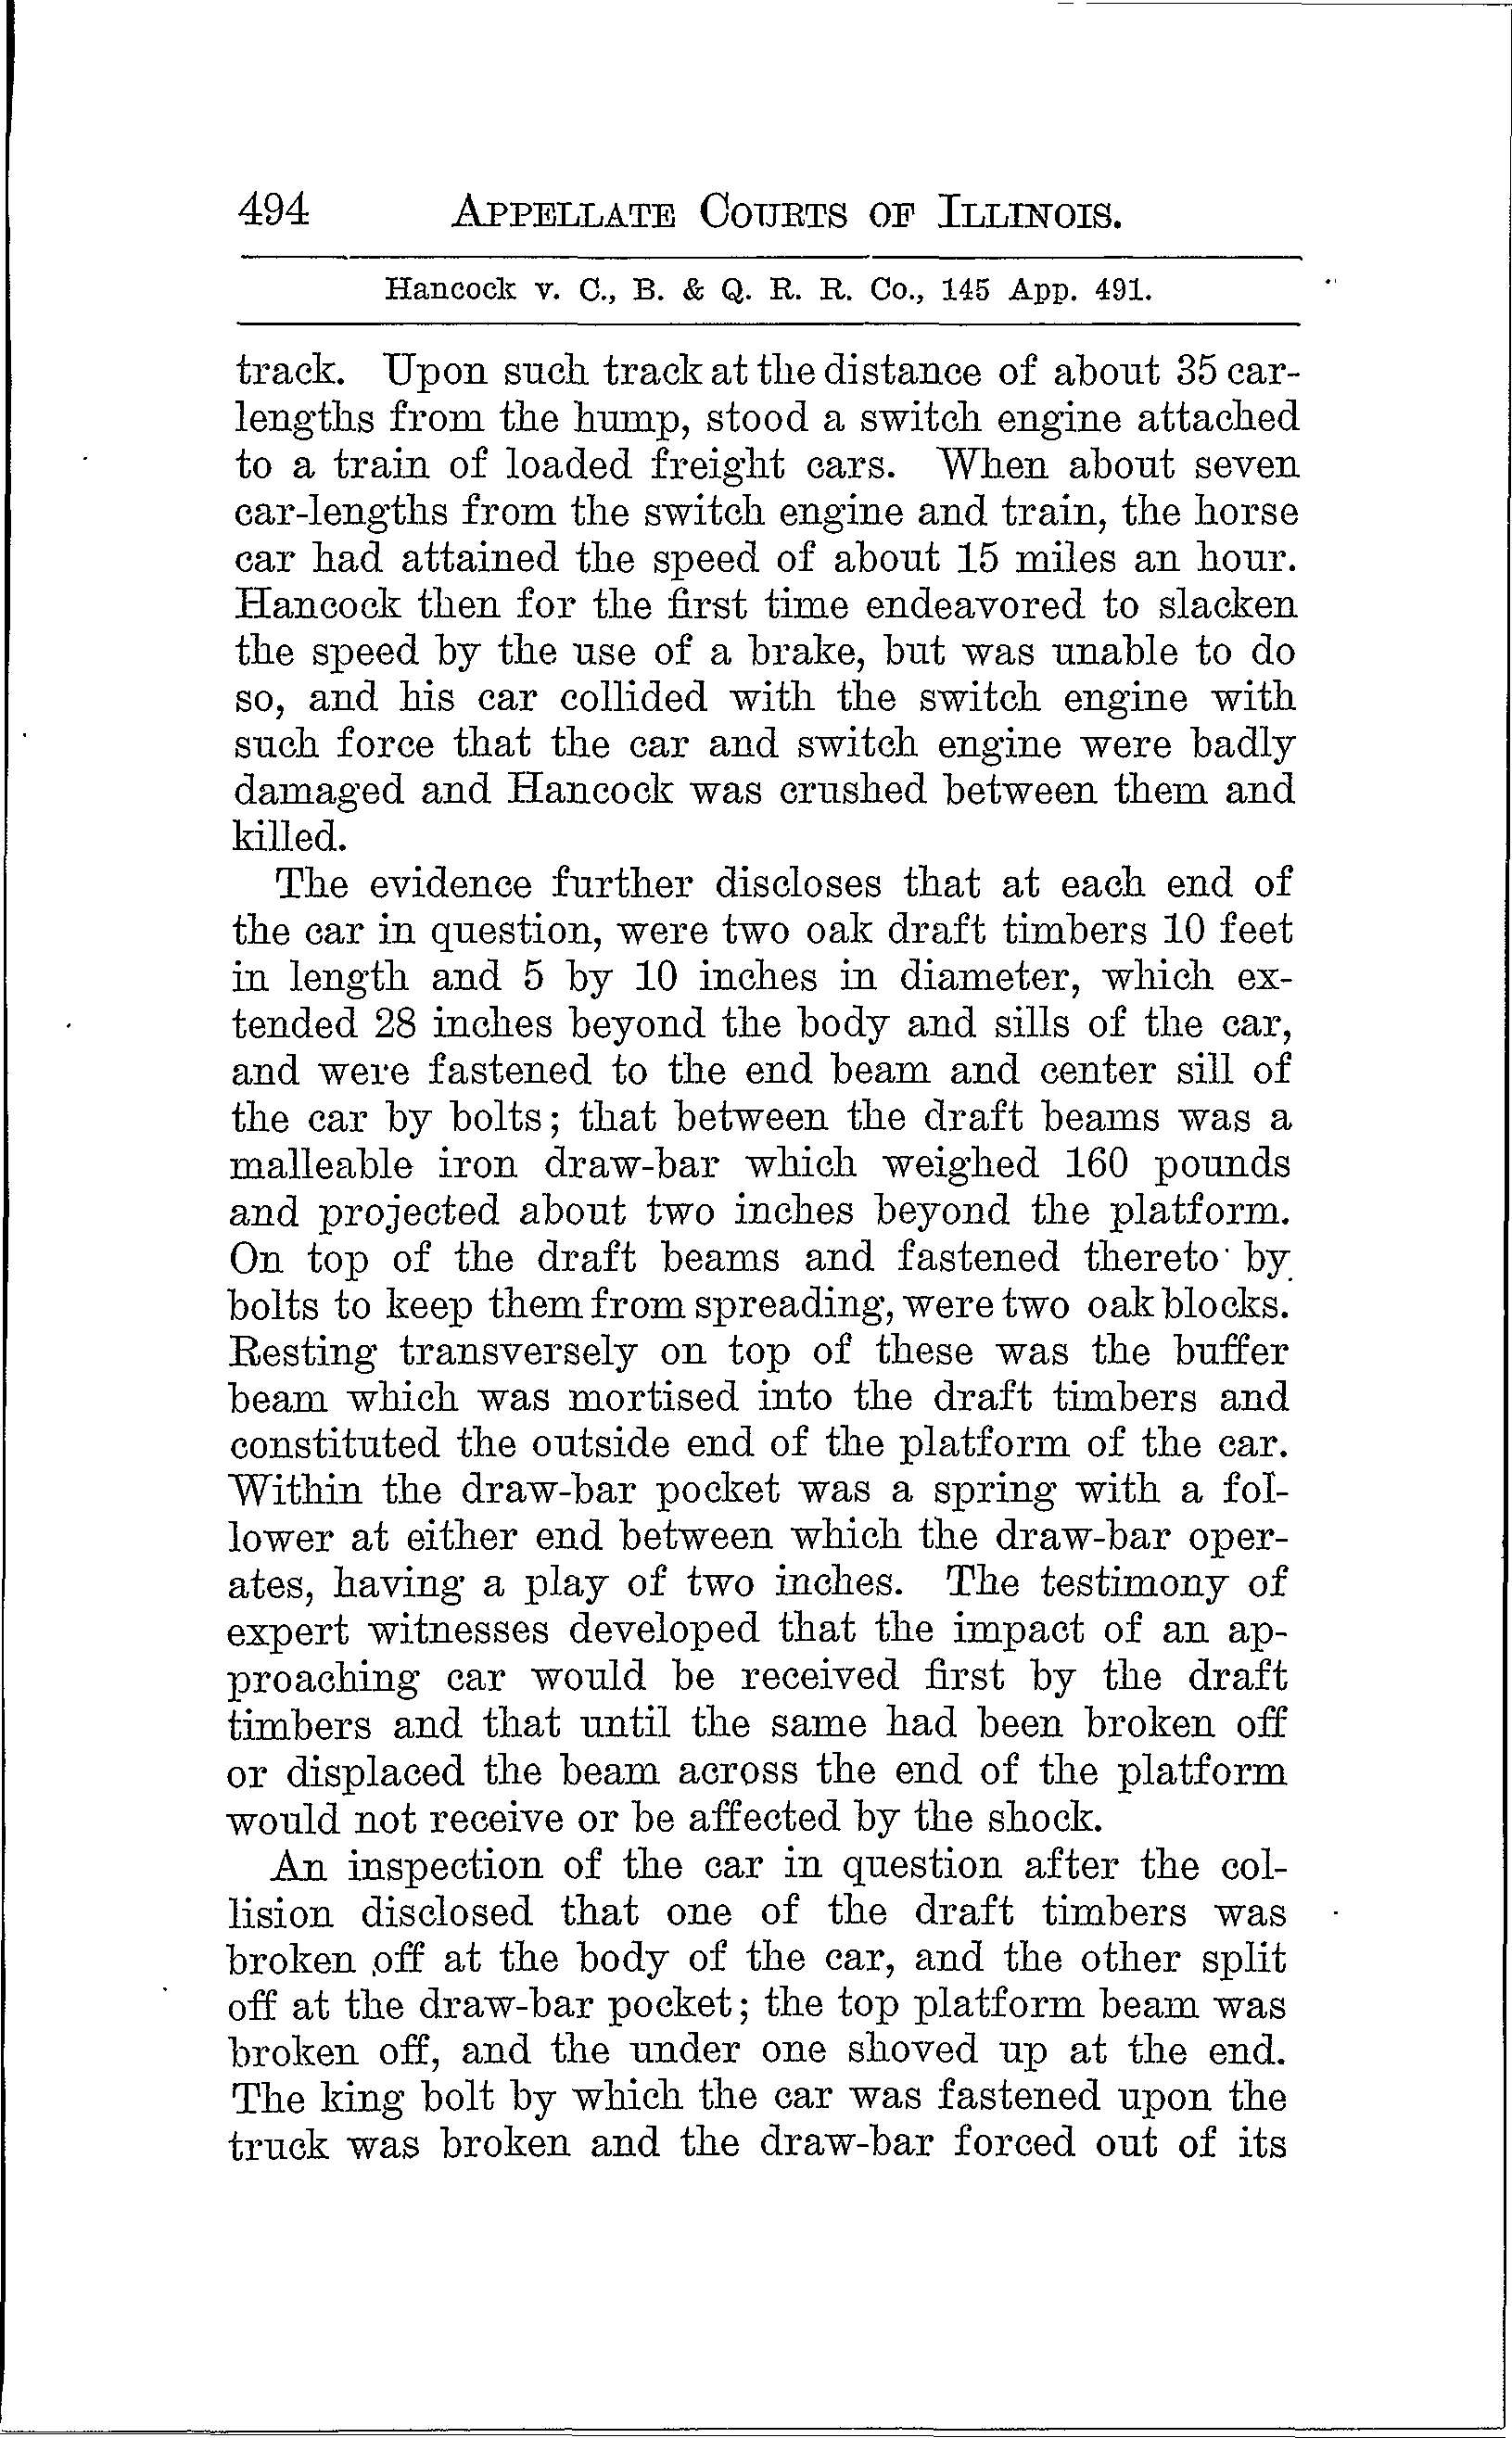 494 APPELLATE COURTS OF ILLINOIS.
Hancock v. C., B. & Q. R. R. Co., 145 App. 491.
track. Upon such track at the distance of about 35 car-
lengths from the hump, stood a switch engine attached
to a train of loaded freight cars. When about seven
car-lengths from the switch engine and train, the horse
car had attained the speed of about 15 miles an hour.
Hancock then for the first time endeavored to slacken
the speed by the use of a brake, but was unable to do
so, and his car collided with the switch engine with
such force that the car and switch engine were badly
damaged and Hancock was crushed between them and
killed.
The evidence further discloses that at each end of
the car in question, were two oak draft timbers 10 feet
in length and 5 by 10 inches in diameter, which ex-
tended 28 inches beyond the body and sills of the car,
and were fastened to the end beam and center sill of
the car by bolts; that between the draft beams was a
malleable iron draw-bar which weighed 160 pounds
and projected about two inches beyond the platform.
On top of the draft beams and fastened thereto by
bolts to keep them from spreading, were two oak blocks.
Resting transversely on top of these was the buffer
beam which was mortised into the draft timbers and
constituted the outside end of the platform of the car.
Within the draw-bar pocket was a spring with a fol-
lower at either end between which the draw-bar oper-
ates, having a play of two inches. The testimony of
expert witnesses developed that the impact of an ap-
proaching car would be received first by the draft
timbers and that until the same had been broken off
or displaced the beam across the end of the platform
would not receive or be affected by the shock.
An inspection of the car in question after the col-
lision disclosed that one of the draft timbers was
broken off at the body of the car, and the other split
off at the draw-bar pocket; the top platform beam was
broken off, and the under one shoved up at the end.
The king bolt by which the car was fastened upon the
truck was broken and the draw-bar forced out of its